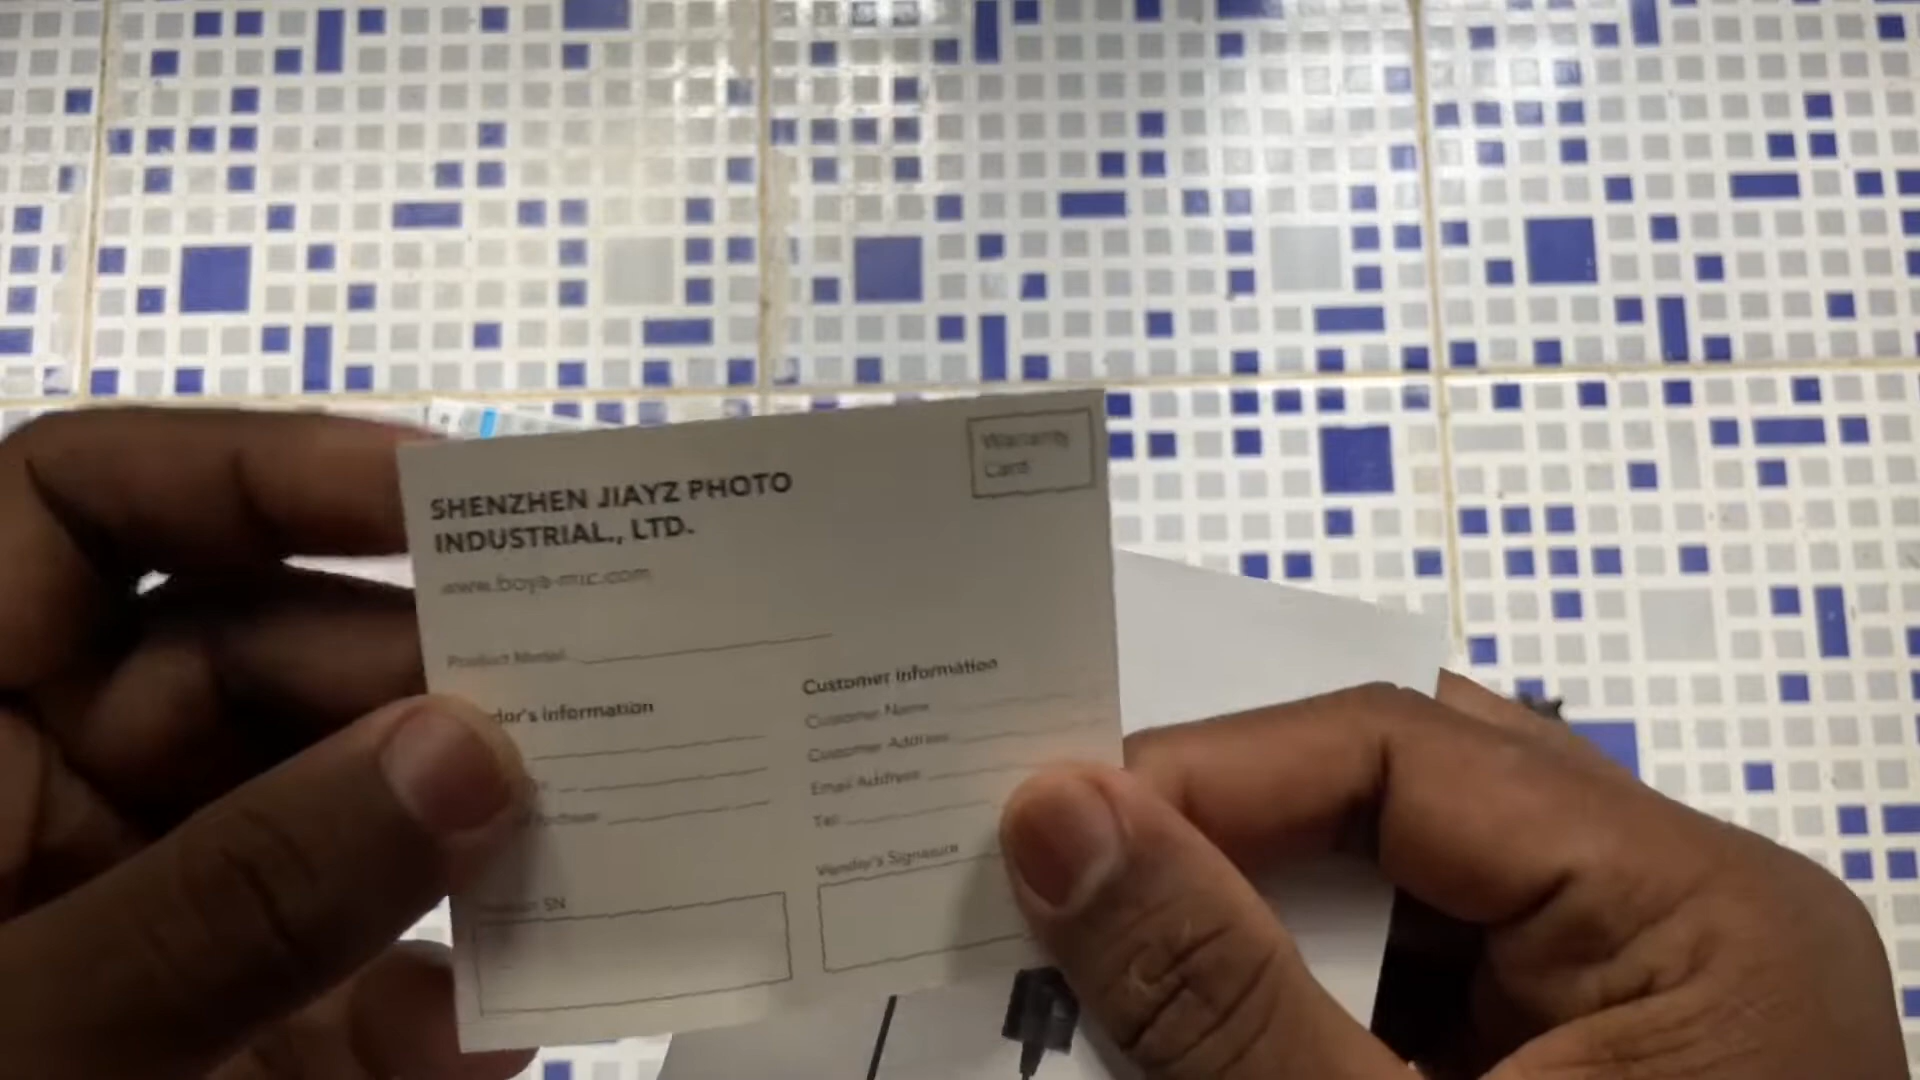 Warranty
Card
SHENZHEN JIAYZ PHOTO
INDUSTRIAL., LTD.
www.boya-mic.com
Product Model:
dor's information
Customer information
Customer Name
Customer Address
Email Address
Address
Tel:
Vendor's Signature
SN